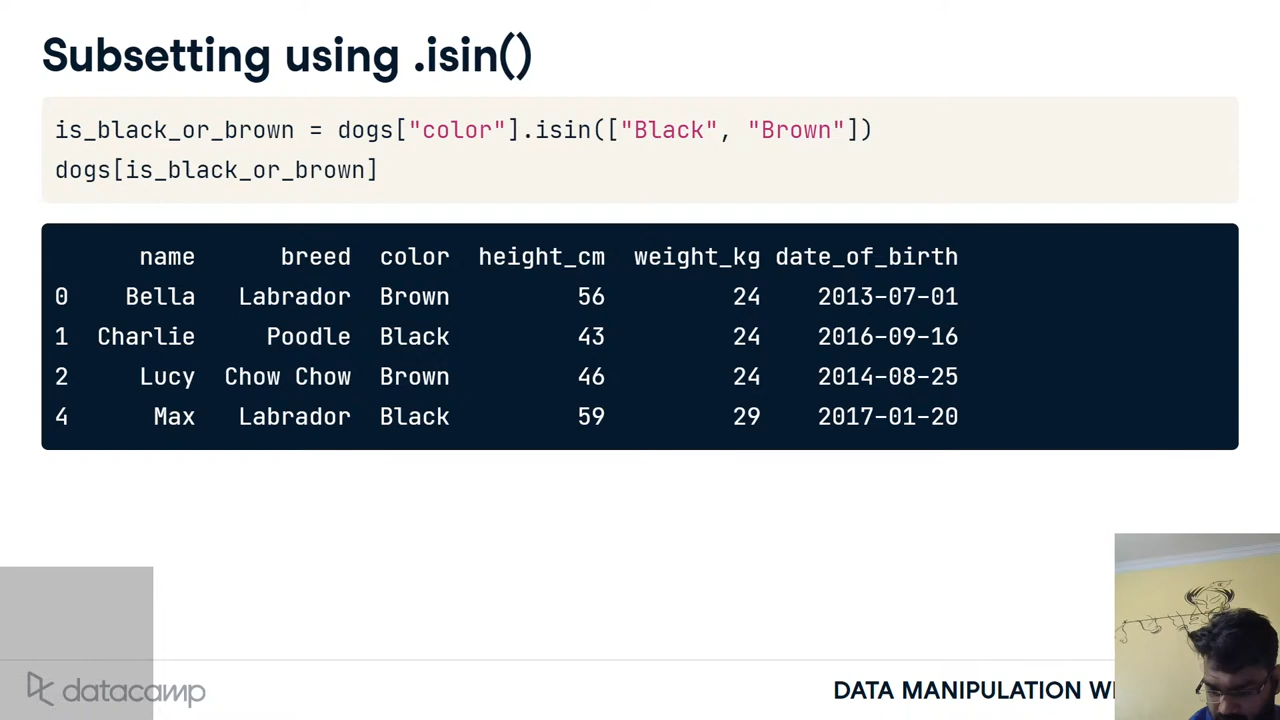 Subsetting using .isin()
is_black_or_brown = dogs["color"].isin(["Black", "Brown"])
dogs[is_black_or_brown]
name breed color height_cm weight_kg date_of_birth
0 Bella Labrador Brown 56 24 2013-07-01
1 Charlie Poodle Black 43 24 2016-09-16
2 Lucy Chow Chow Brown 46 24 2014-08-25
4 Max Labrador Black 59 29 2017-01-20
datacamp
DATA MANIPULATION